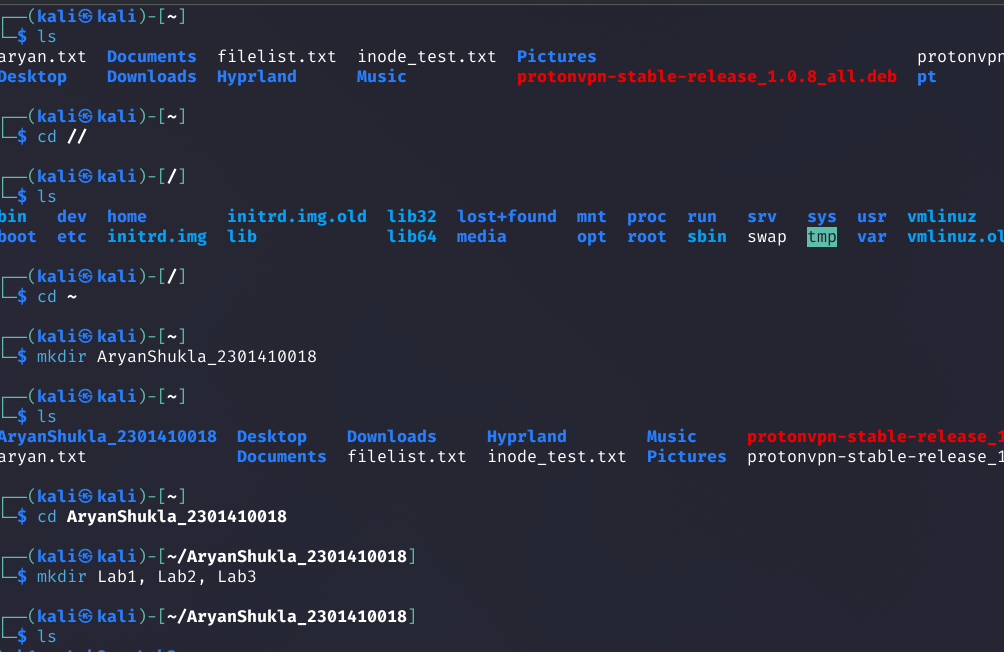 ┌──(kali㉿kali)-[~]
└─$ ls
aryan.txt  Documents  filelist.txt  inode_test.txt  Pictures  protonvpn
Desktop  Downloads  Hyprland  Music  protonvpn-stable-release_1.0.8_all.deb  pt
┌──(kali㉿kali)-[~]
└─$ cd //
┌──(kali㉿kali)-[/]
└─$ ls
bin  dev  home  initrd.img.old  lib32  lost+found  mnt  proc  run  srv  sys  usr  vmlinuz
boot  etc  initrd.img  lib  lib64  media  opt  root  sbin  swap  tmp  var  vmlinuz.ol
┌──(kali㉿kali)-[/]
└─$ cd ~
┌──(kali㉿kali)-[~]
└─$ mkdir AryanShukla_2301410018
┌──(kali㉿kali)-[~]
└─$ ls
AryanShukla_2301410018  Desktop  Downloads  Hyprland  Music  protonvpn-stable-release_1
aryan.txt  Documents  filelist.txt  inode_test.txt  Pictures  protonvpn-stable-release_1
┌──(kali㉿kali)-[~]
└─$ cd AryanShukla_2301410018
┌──(kali㉿kali)-[~/AryanShukla_2301410018]
└─$ mkdir Lab1, Lab2, Lab3
┌──(kali㉿kali)-[~/AryanShukla_2301410018]
└─$ ls